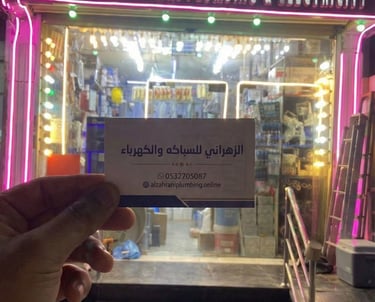 الزهراني للسباكه والكهرباء
0532705087
alzahraniplumbing.online